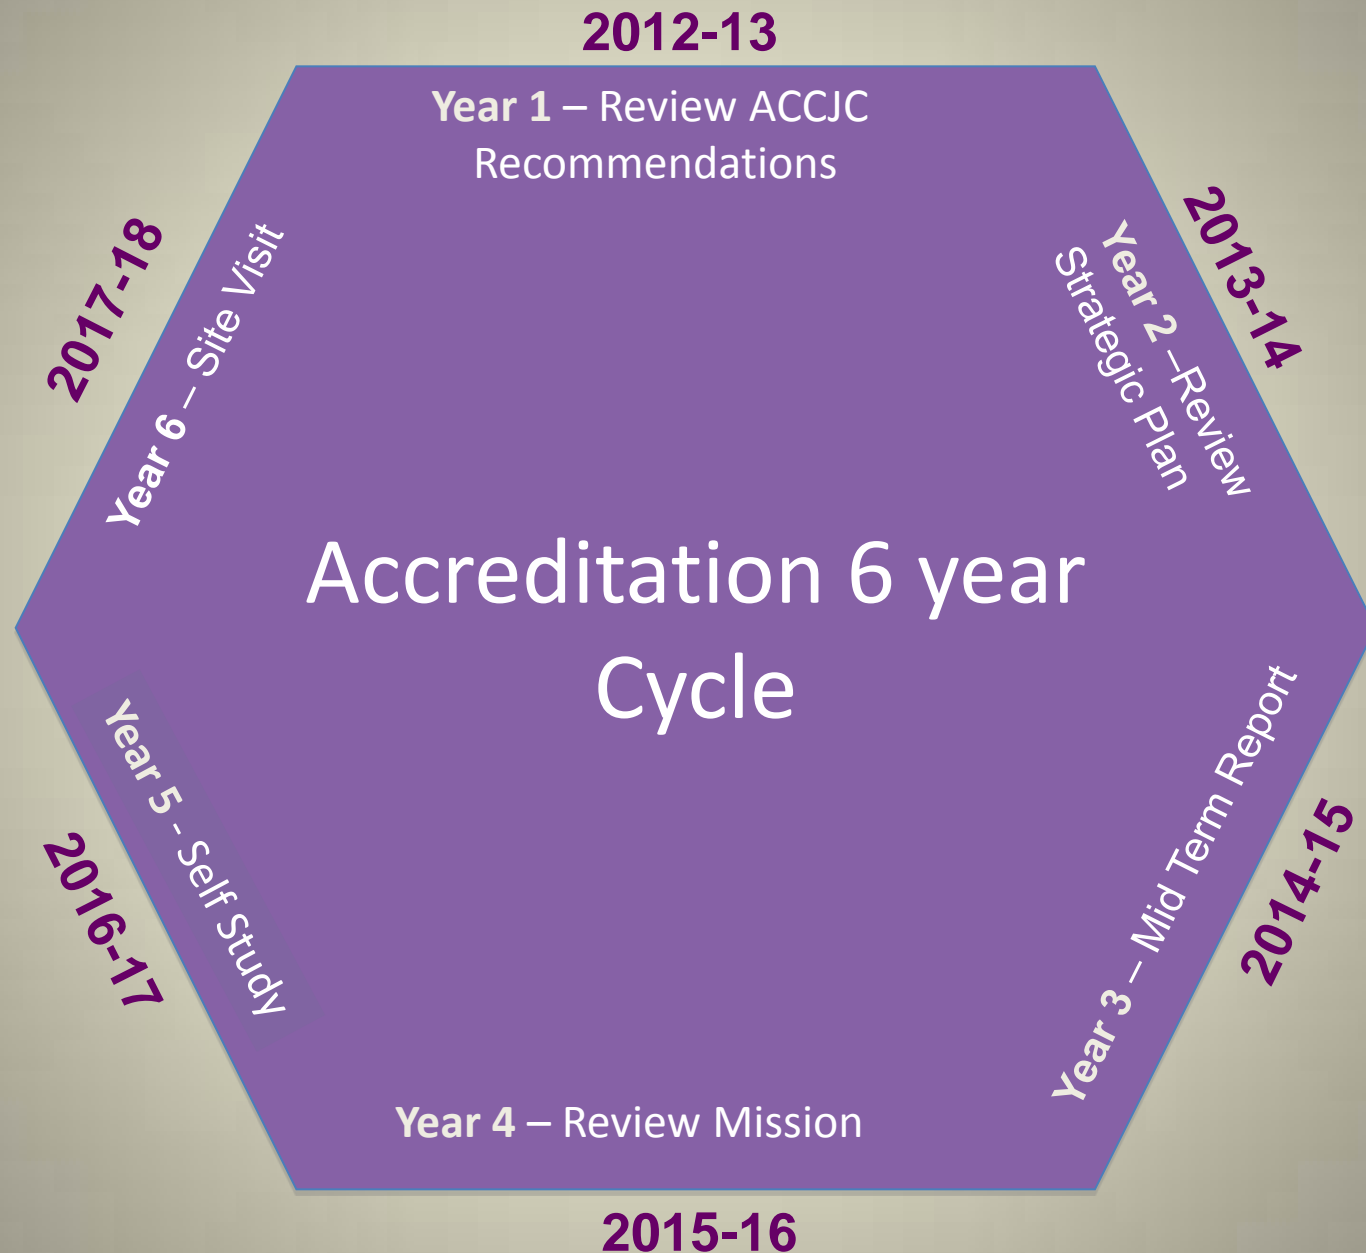 2012-13
Year 1 – Review ACCJC
Recommendations
2013-14
Year 2 –Review
Strategic Plan
2014-15
Year 3 – Mid Term Report
2015-16
Year 4 – Review Mission
2016-17
Year 5 - Self Study
2017-18
Year 6 – Site Visit
Accreditation 6 year
Cycle